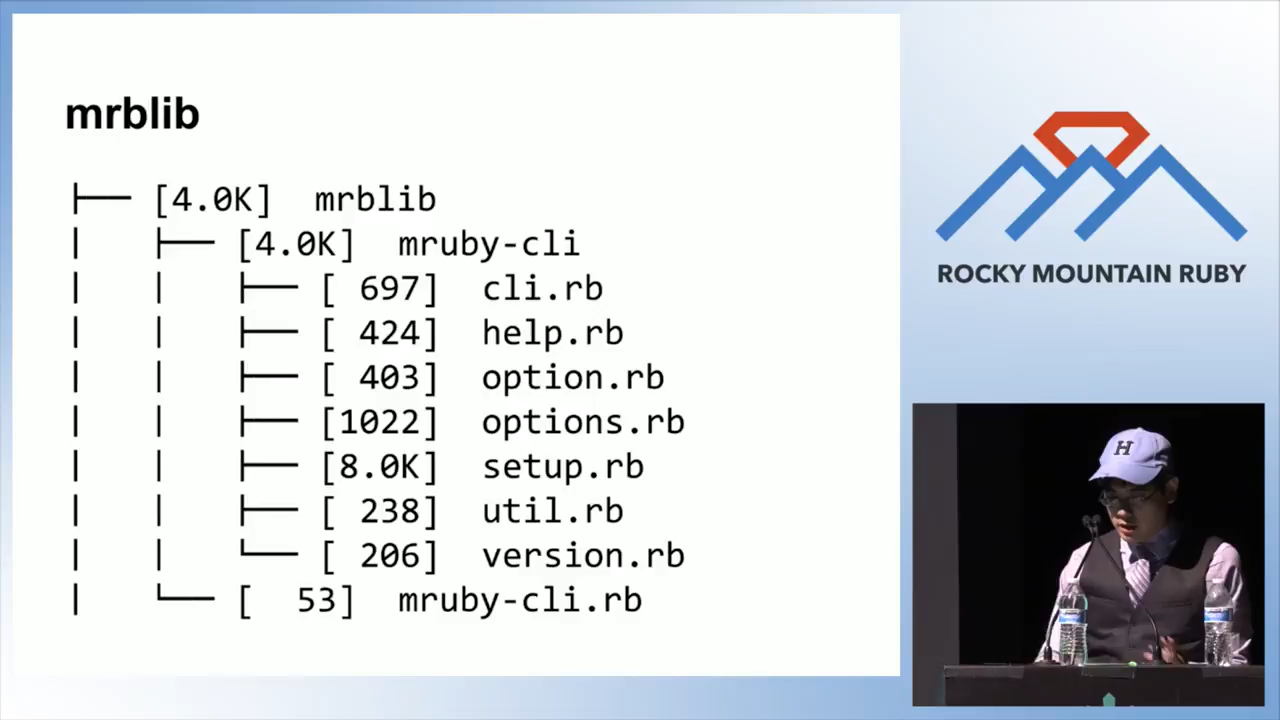 mrblib
├── [4.0K]  mrblib
│   ├── [4.0K]  mruby-cli
│   │   ├── [ 697]  cli.rb
│   │   ├── [ 424]  help.rb
│   │   ├── [ 403]  option.rb
│   │   ├── [1022]  options.rb
│   │   ├── [8.0K]  setup.rb
│   │   ├── [ 238]  util.rb
│   │   └── [ 206]  version.rb
│   └── [  53]  mruby-cli.rb
ROCKY MOUNTAIN RUBY
H